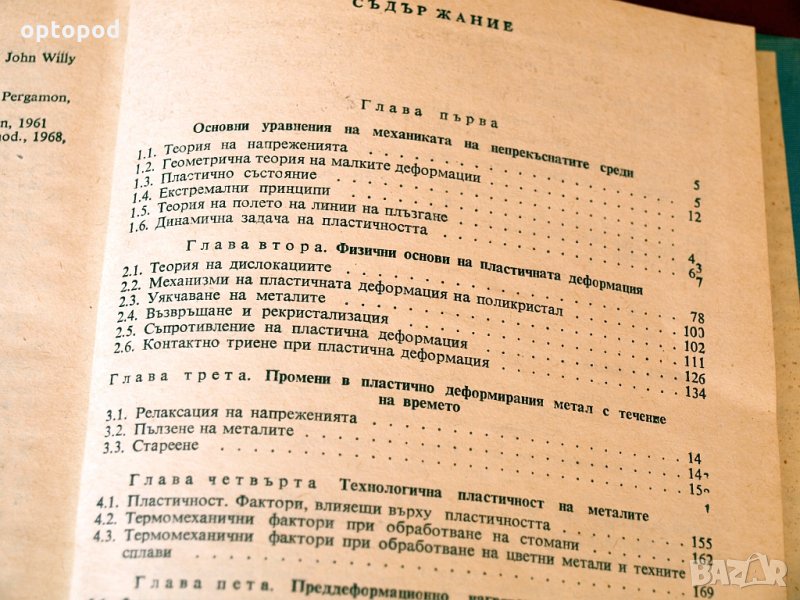 optopod
John Willy
Pergamon,
1961
1968,
СЪДЪРЖАНИЕ
Глава първа
Основни уравнения на механиката на непрекъснатите среди
1.1. Теория на напреженията 5
1.2. Геометрична теория на малките деформации 5
1.3. Пластично състояние 12
1.4. Екстремални принципи
1.5. Теория на полето на линии на плъзгане
1.6. Динамична задача на пластичността
Глава втора. Физични основи на пластичната деформация
2.1. Теория на дислокациите
2.2. Механизми на пластичната деформация на поликристал 78
2.3. Уякчаване на металите 100
2.4. Възвръщане и рекристализация 102
2.5. Съпротивление на пластична деформация 111
2.6. Контактно триене при пластична деформация 126
134
Глава трета. Промени в пластично деформирания метал с течение
на времето
3.1. Релаксация на напреженията
3.2. Пълзене на металите
3.3. Стареене
Глава четвърта Технологична пластичност на металите
4.1. Пластичност. Фактори, влияещи върху пластичността
4.2. Термомеханични фактори при обработване на стомани 155
4.3. Термомеханични фактори при обработване на цветни метали и техните 162
сплави 169
Глава пета. Преддеформационно
BAZAR